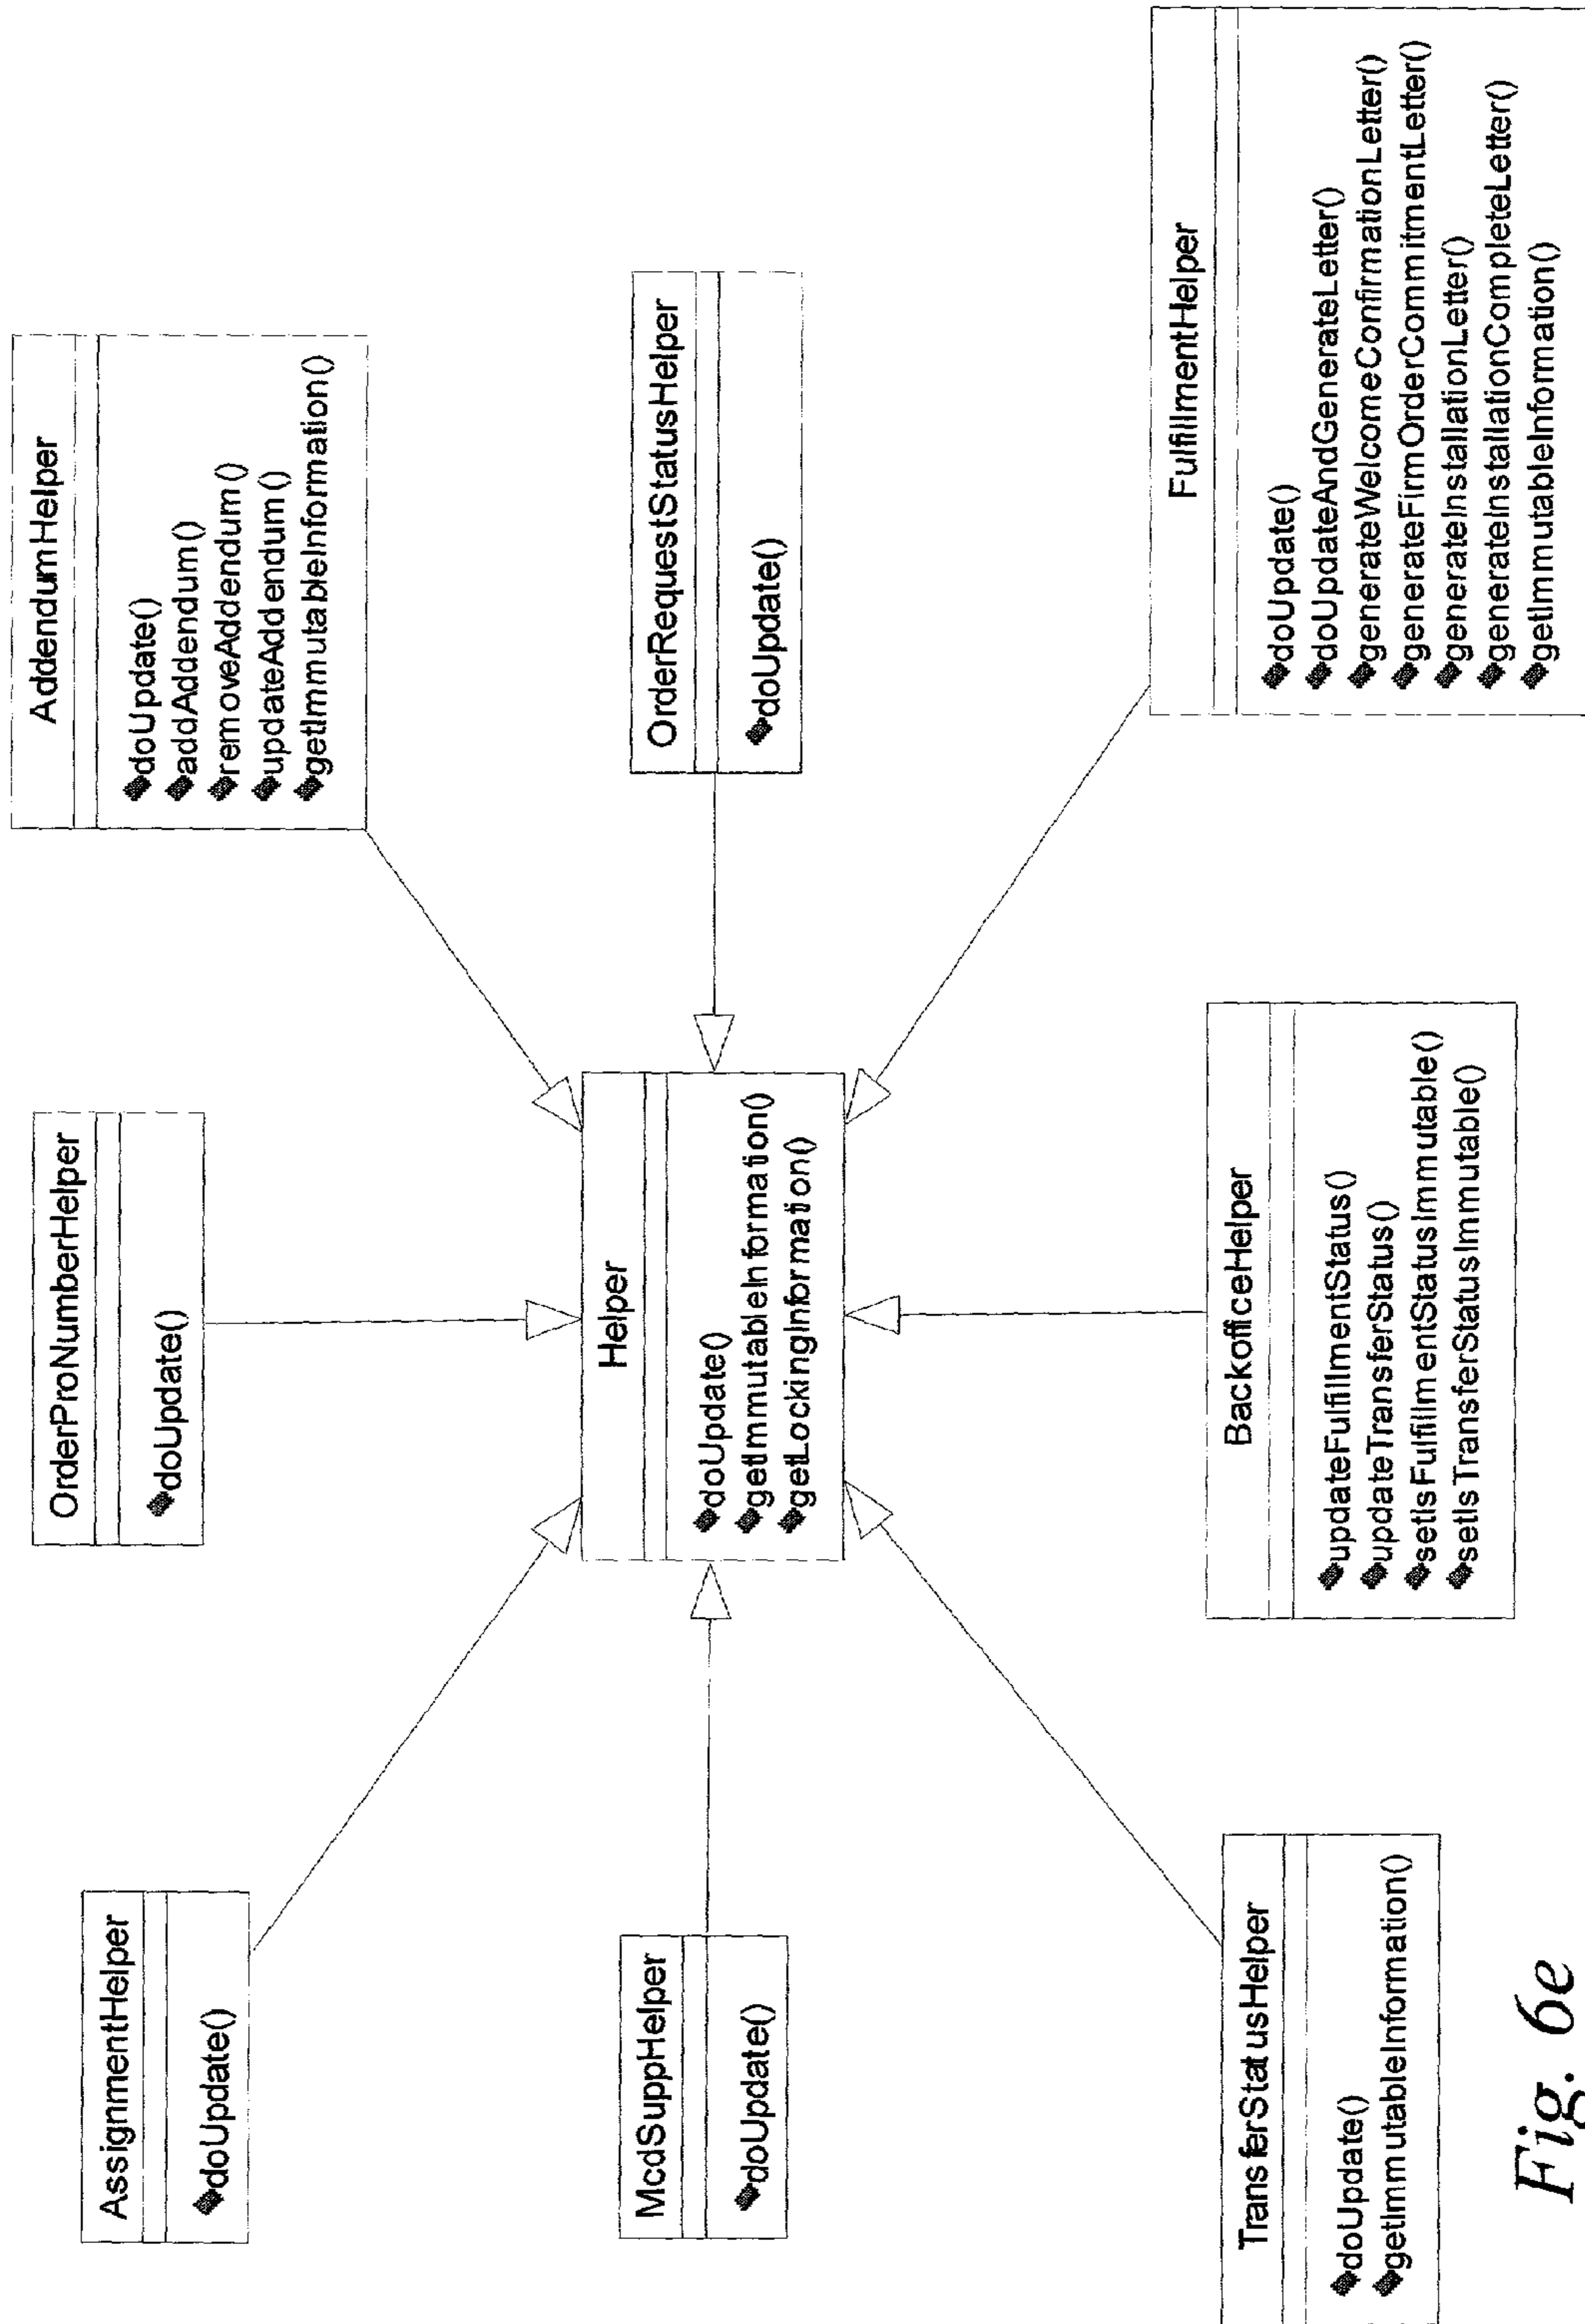 AssignmentHelper
doUpdate()
OrderProNumberHelper
doUpdate()
AddendumHelper
doUpdate()
addAddendum()
removeAddendum()
updateAddendum()
getImmutableInformation()
McdSuppHelper
doUpdate()
Helper
doUpdate()
getImmutableInformation()
getLockingInformation()
OrderRequestStatusHelper
doUpdate()
TransferStatusHelper
doUpdate()
getImmutableInformation()
BackofficeHelper
updateFulfillmentStatus()
updateTransferStatus()
setIsFulfillmentStatusImmutable()
setIsTransferStatusImmutable()
FulfillmentHelper
doUpdate()
doUpdateAndGenerateLetter()
generateWelcomeConfirmationLetter()
generateFirmOrderCommitmentLetter()
generateInstallationLetter()
generateInstallationCompleteLetter()
getImmutableInformation()
Fig. 6e